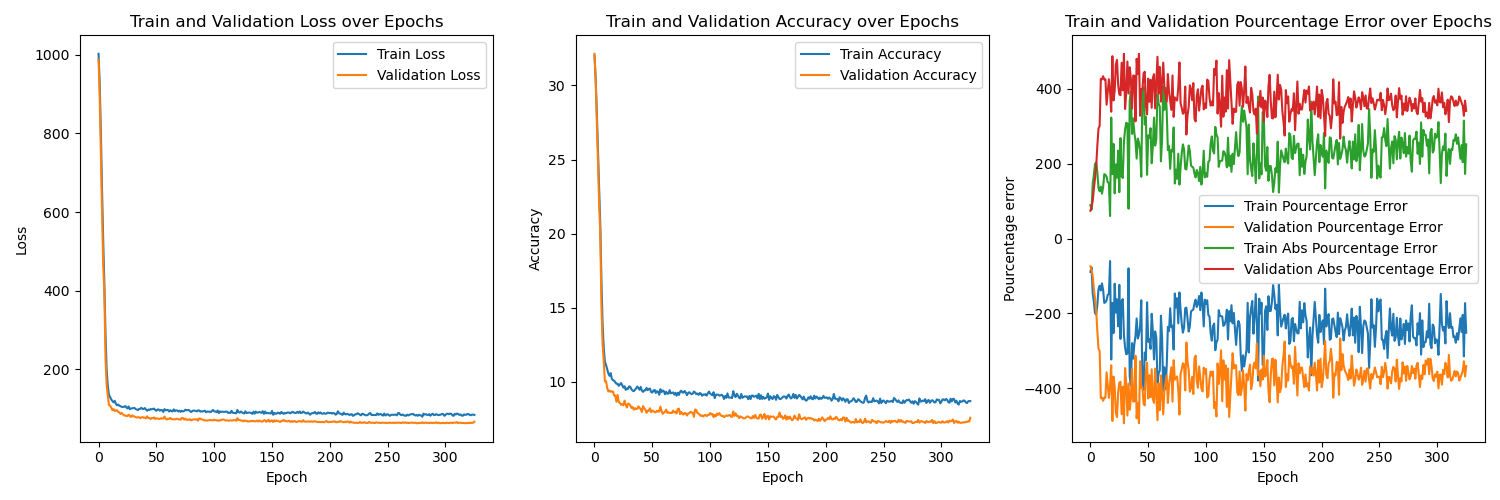 Train and Validation Loss over Epochs
Train Loss
Validation Loss
1000
800
600
400
200
Loss
0
50
100
150
200
250
300
Epoch
Train and Validation Accuracy over Epochs
Train Accuracy
Validation Accuracy
30
25
20
15
10
Accuracy
0
50
100
150
200
250
300
Epoch
Train and Validation Pourcentage Error over Epochs
Train Pourcentage Error
Validation Pourcentage Error
Train Abs Pourcentage Error
Validation Abs Pourcentage Error
400
200
0
−200
−400
Pourcentage error
0
50
100
150
200
250
300
Epoch